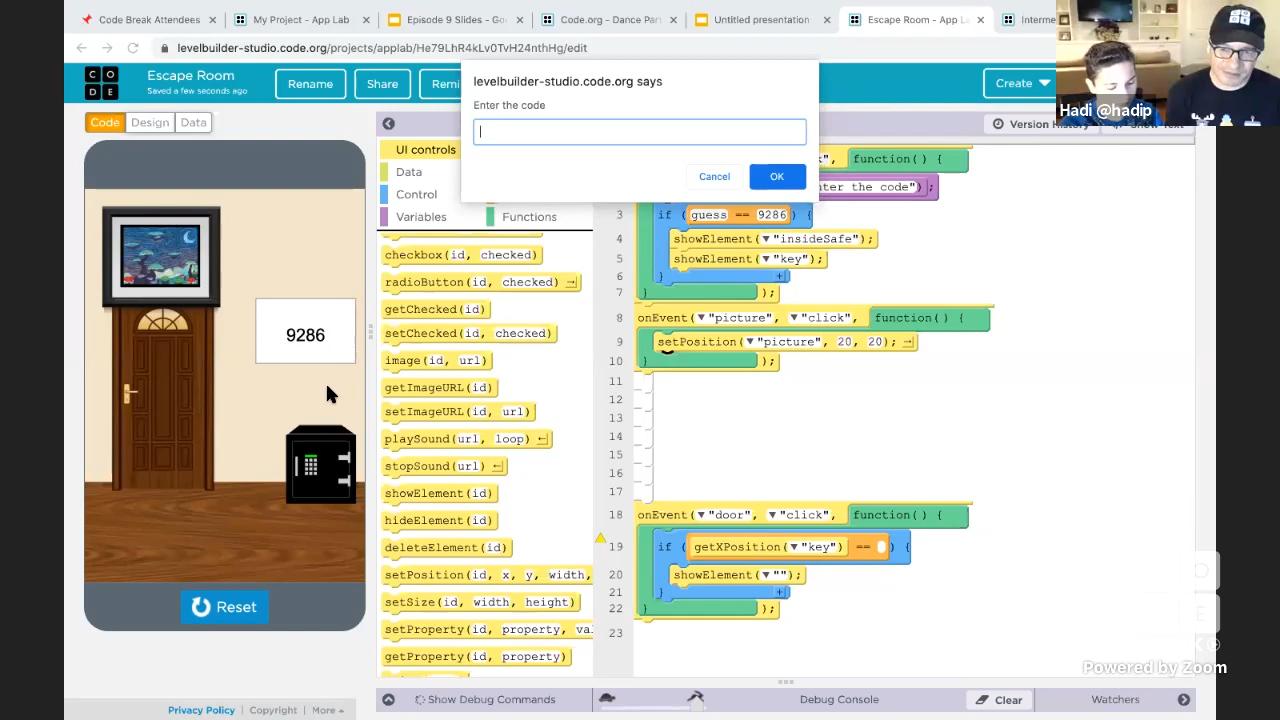 Code Break Attendees
My Project - App Lab
Episode 9 Slides - Go
Code.org - Dance Par
Untitled presentation
Escape Room - App La
Interme
levelbuilder-studio.code.org/projects/applab/He79LhR4kLv0TvH24nthHg/edit
C O
D E
Escape Room
Saved a few seconds ago
Rename
Share
Remi
Create
Hadi @hadip
levelbuilder-studio.code.org says
Enter the code
Cancel
OK
Code
Design
Data
Version History
Show Text
UI controls
Data
Control
Variables
Functions
checkbox(id, checked)
radioButton(id, checked)
getChecked(id)
setChecked(id, checked)
image(id, url)
getImageURL(id)
setImageURL(id, url)
playSound(url, loop)
stopSound(url)
showElement(id)
hideElement(id)
deleteElement(id)
setPosition(id, x, y, width,
setSize(id, width, height)
setProperty(id, property, val
getProperty(id, property)
9286
Reset
function() {
nter the code");
3 if (guess == 9286) {
4 showElement("insideSafe");
5 showElement("key");
6 }
7 } );
8 onEvent("picture", "click", function() {
9 setPosition("picture", 20, 20);
10 } );
11
12
13
14
15
16
17
18 onEvent("door", "click", function() {
19 if (getXPosition("key") == ) {
20 showElement("");
21 }
22 } );
23
Show Debug Commands
Debug Console
Clear
Watchers
Privacy Policy | Copyright | More
Powered by Zoom